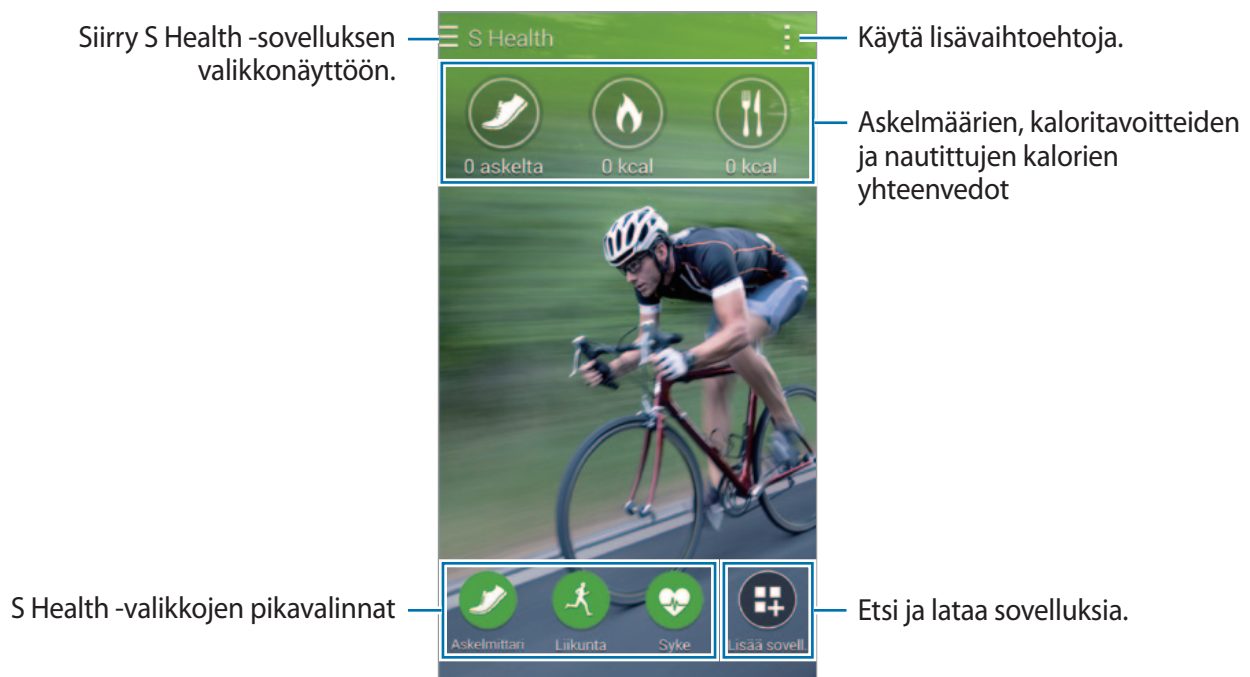 Siirry S Health -sovelluksen
valikkonäyttöön.
S Health
Käytä lisävaihtoehtoja.
0 askelta
0 kcal
0 kcal
Askelmäärien, kaloritavoitteiden
ja nautittujen kalorien
yhteenvedot
S Health -valikkojen pikavalinnat
Askelmittari
Liikunta
Syke
Lisää sovell.
Etsi ja lataa sovelluksia.